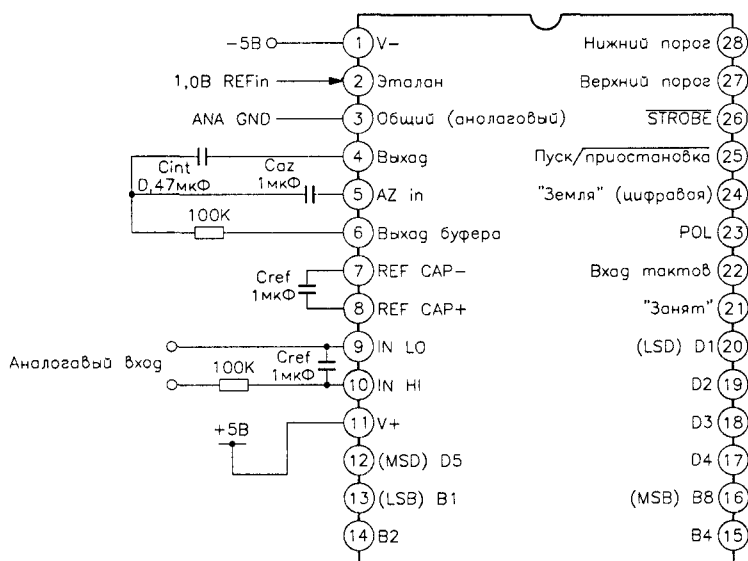 −5В 1 V− Нижний порог 28
1,0В REFin 2 Эталан Верхний порог 27
ANA GND 3 Общий (анолаговый) STROBE 26
4 Выход Пуск/приостановка 25
Cint Caz
D,47мкФ 1мкФ 5 AZ in "Земля" (цифравая) 24
100K 6 Выход буфера POL 23
7 REF CAP− Вход тактов 22
Cref
1мкФ
8 REF CAP+ "Занят" 21
9 IN LO (LSD) D1 20
Аналогавый вход 100K Cref
1мкФ
10 IN HI D2 19
+5В 11 V+ D3 18
12 (MSD) D5 D4 17
13 (LSB) B1 (MSB) B8 16
14 B2 B4 15